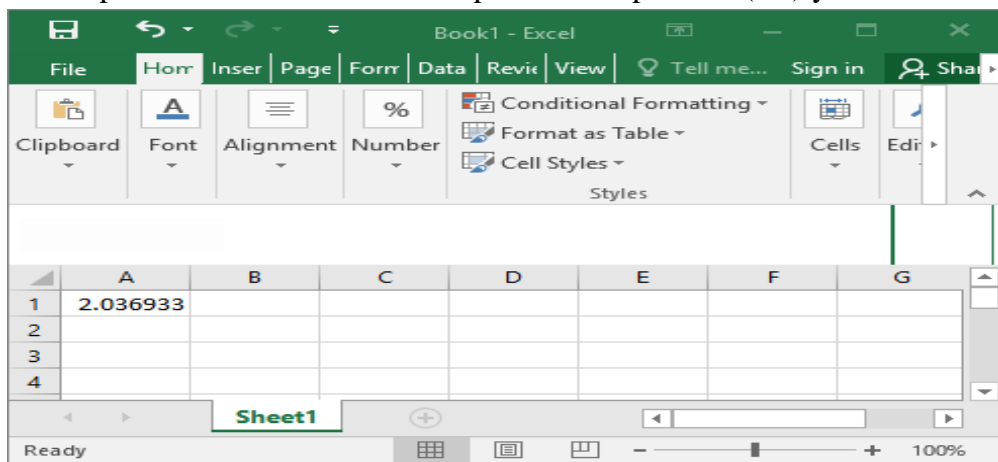 Book1 - Excel
File Hom Inser Page Form Data Revie View Tell me... Sign in Shar
Clipboard Font Alignment % Number Conditional Formatting Format as Table Cell Styles Cells Edi
Styles
A B C D E F G
1 2.036933
2
3
4
Sheet1
Ready 100%